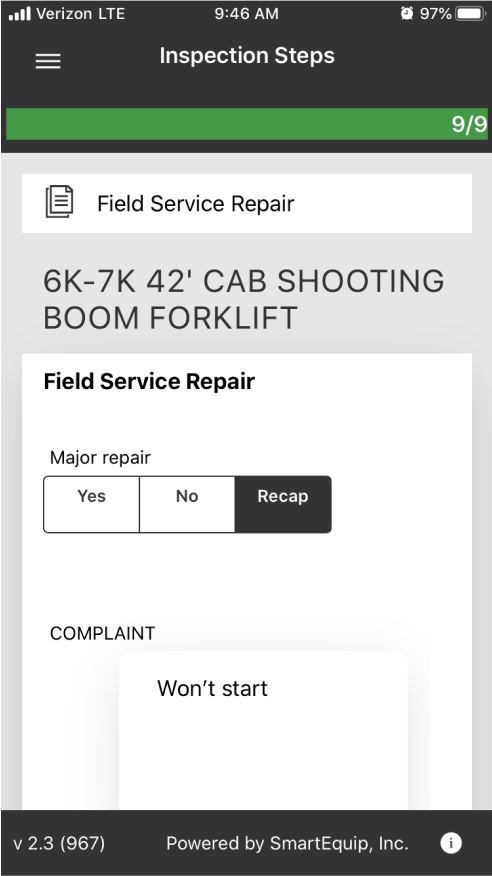 Verizon LTE 9:46 AM 97%
Inspection Steps
9/9
Field Service Repair
6K-7K 42' CAB SHOOTING
BOOM FORKLIFT
Field Service Repair
Major repair
Yes No Recap
COMPLAINT
Won't start
v 2.3 (967) Powered by SmartEquip, Inc. i